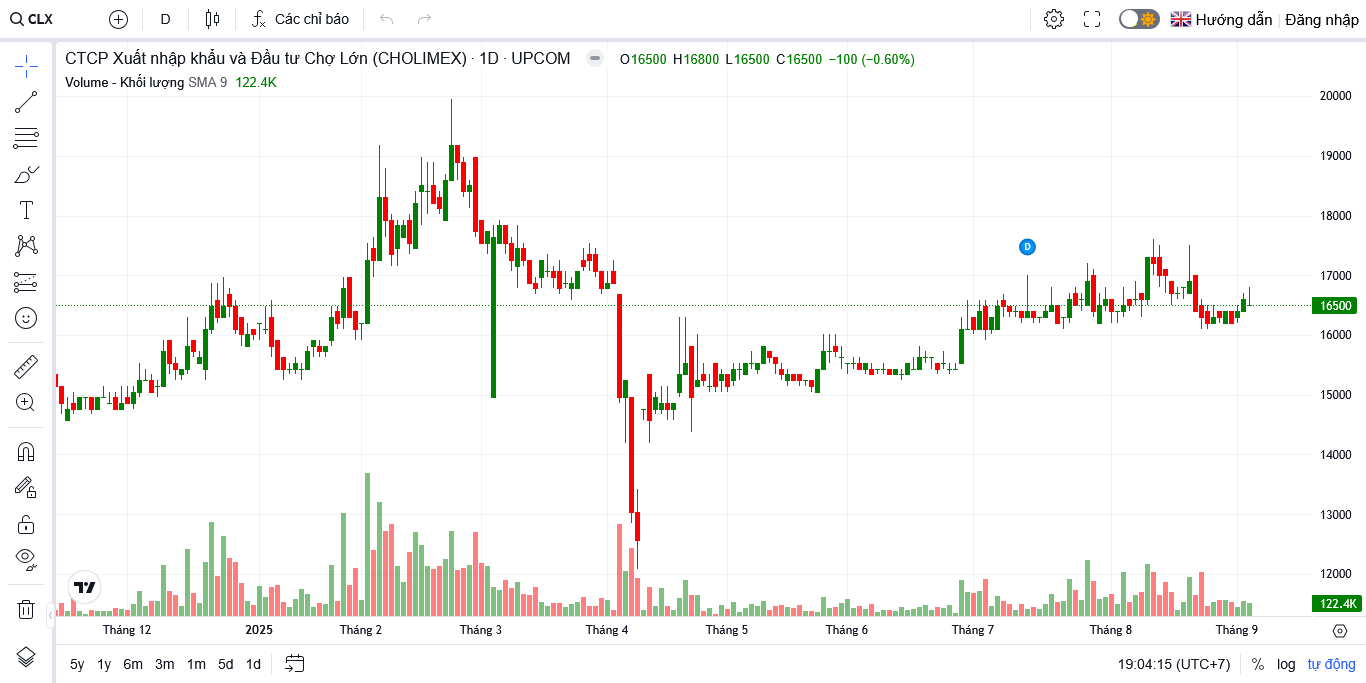 CLX D Các chỉ báo Hướng dẫn Đăng nhập
CTCP Xuất nhập khẩu và Đầu tư Chợ Lớn (CHOLIMEX) · 1D · UPCOM O16500 H16800 L16500 C16500 −100 (−0.60%)
Volume - Khối lượng SMA 9 122.4K
20000
19000
18000
D
17000
16500
16000
15000
14000
13000
12000
122.4K
Tháng 12 2025 Tháng 2 Tháng 3 Tháng 4 Tháng 5 Tháng 6 Tháng 7 Tháng 8 Tháng 9
5y 1y 6m 3m 1m 5d 1d 19:04:15 (UTC+7) % log tự động